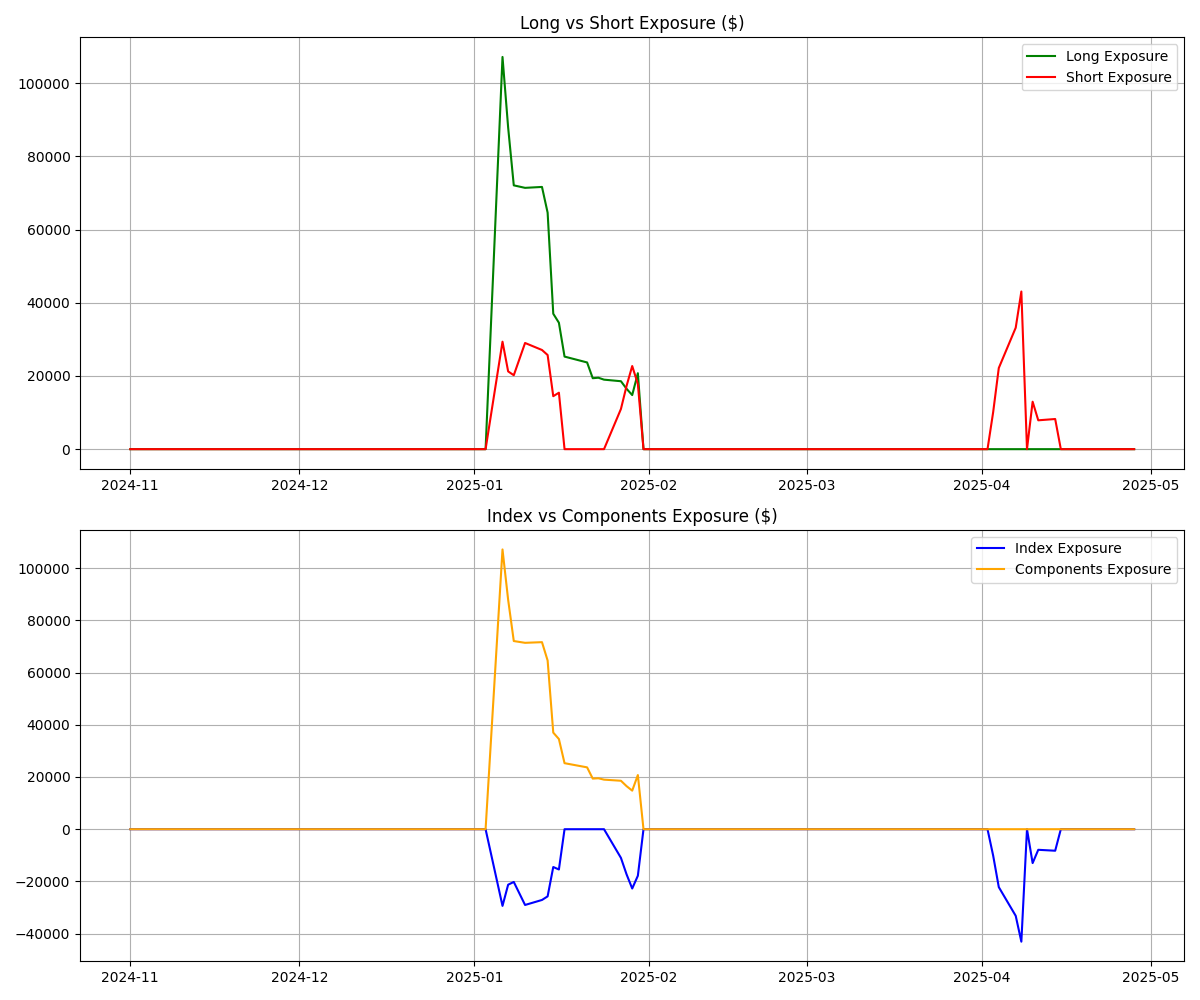 Long vs Short Exposure ($)
Long Exposure
Short Exposure
100000
80000
60000
40000
20000
0
2024-11 2024-12 2025-01 2025-02 2025-03 2025-04 2025-05
Index vs Components Exposure ($)
Index Exposure
Components Exposure
100000
80000
60000
40000
20000
0
−20000
−40000
2024-11 2024-12 2025-01 2025-02 2025-03 2025-04 2025-05